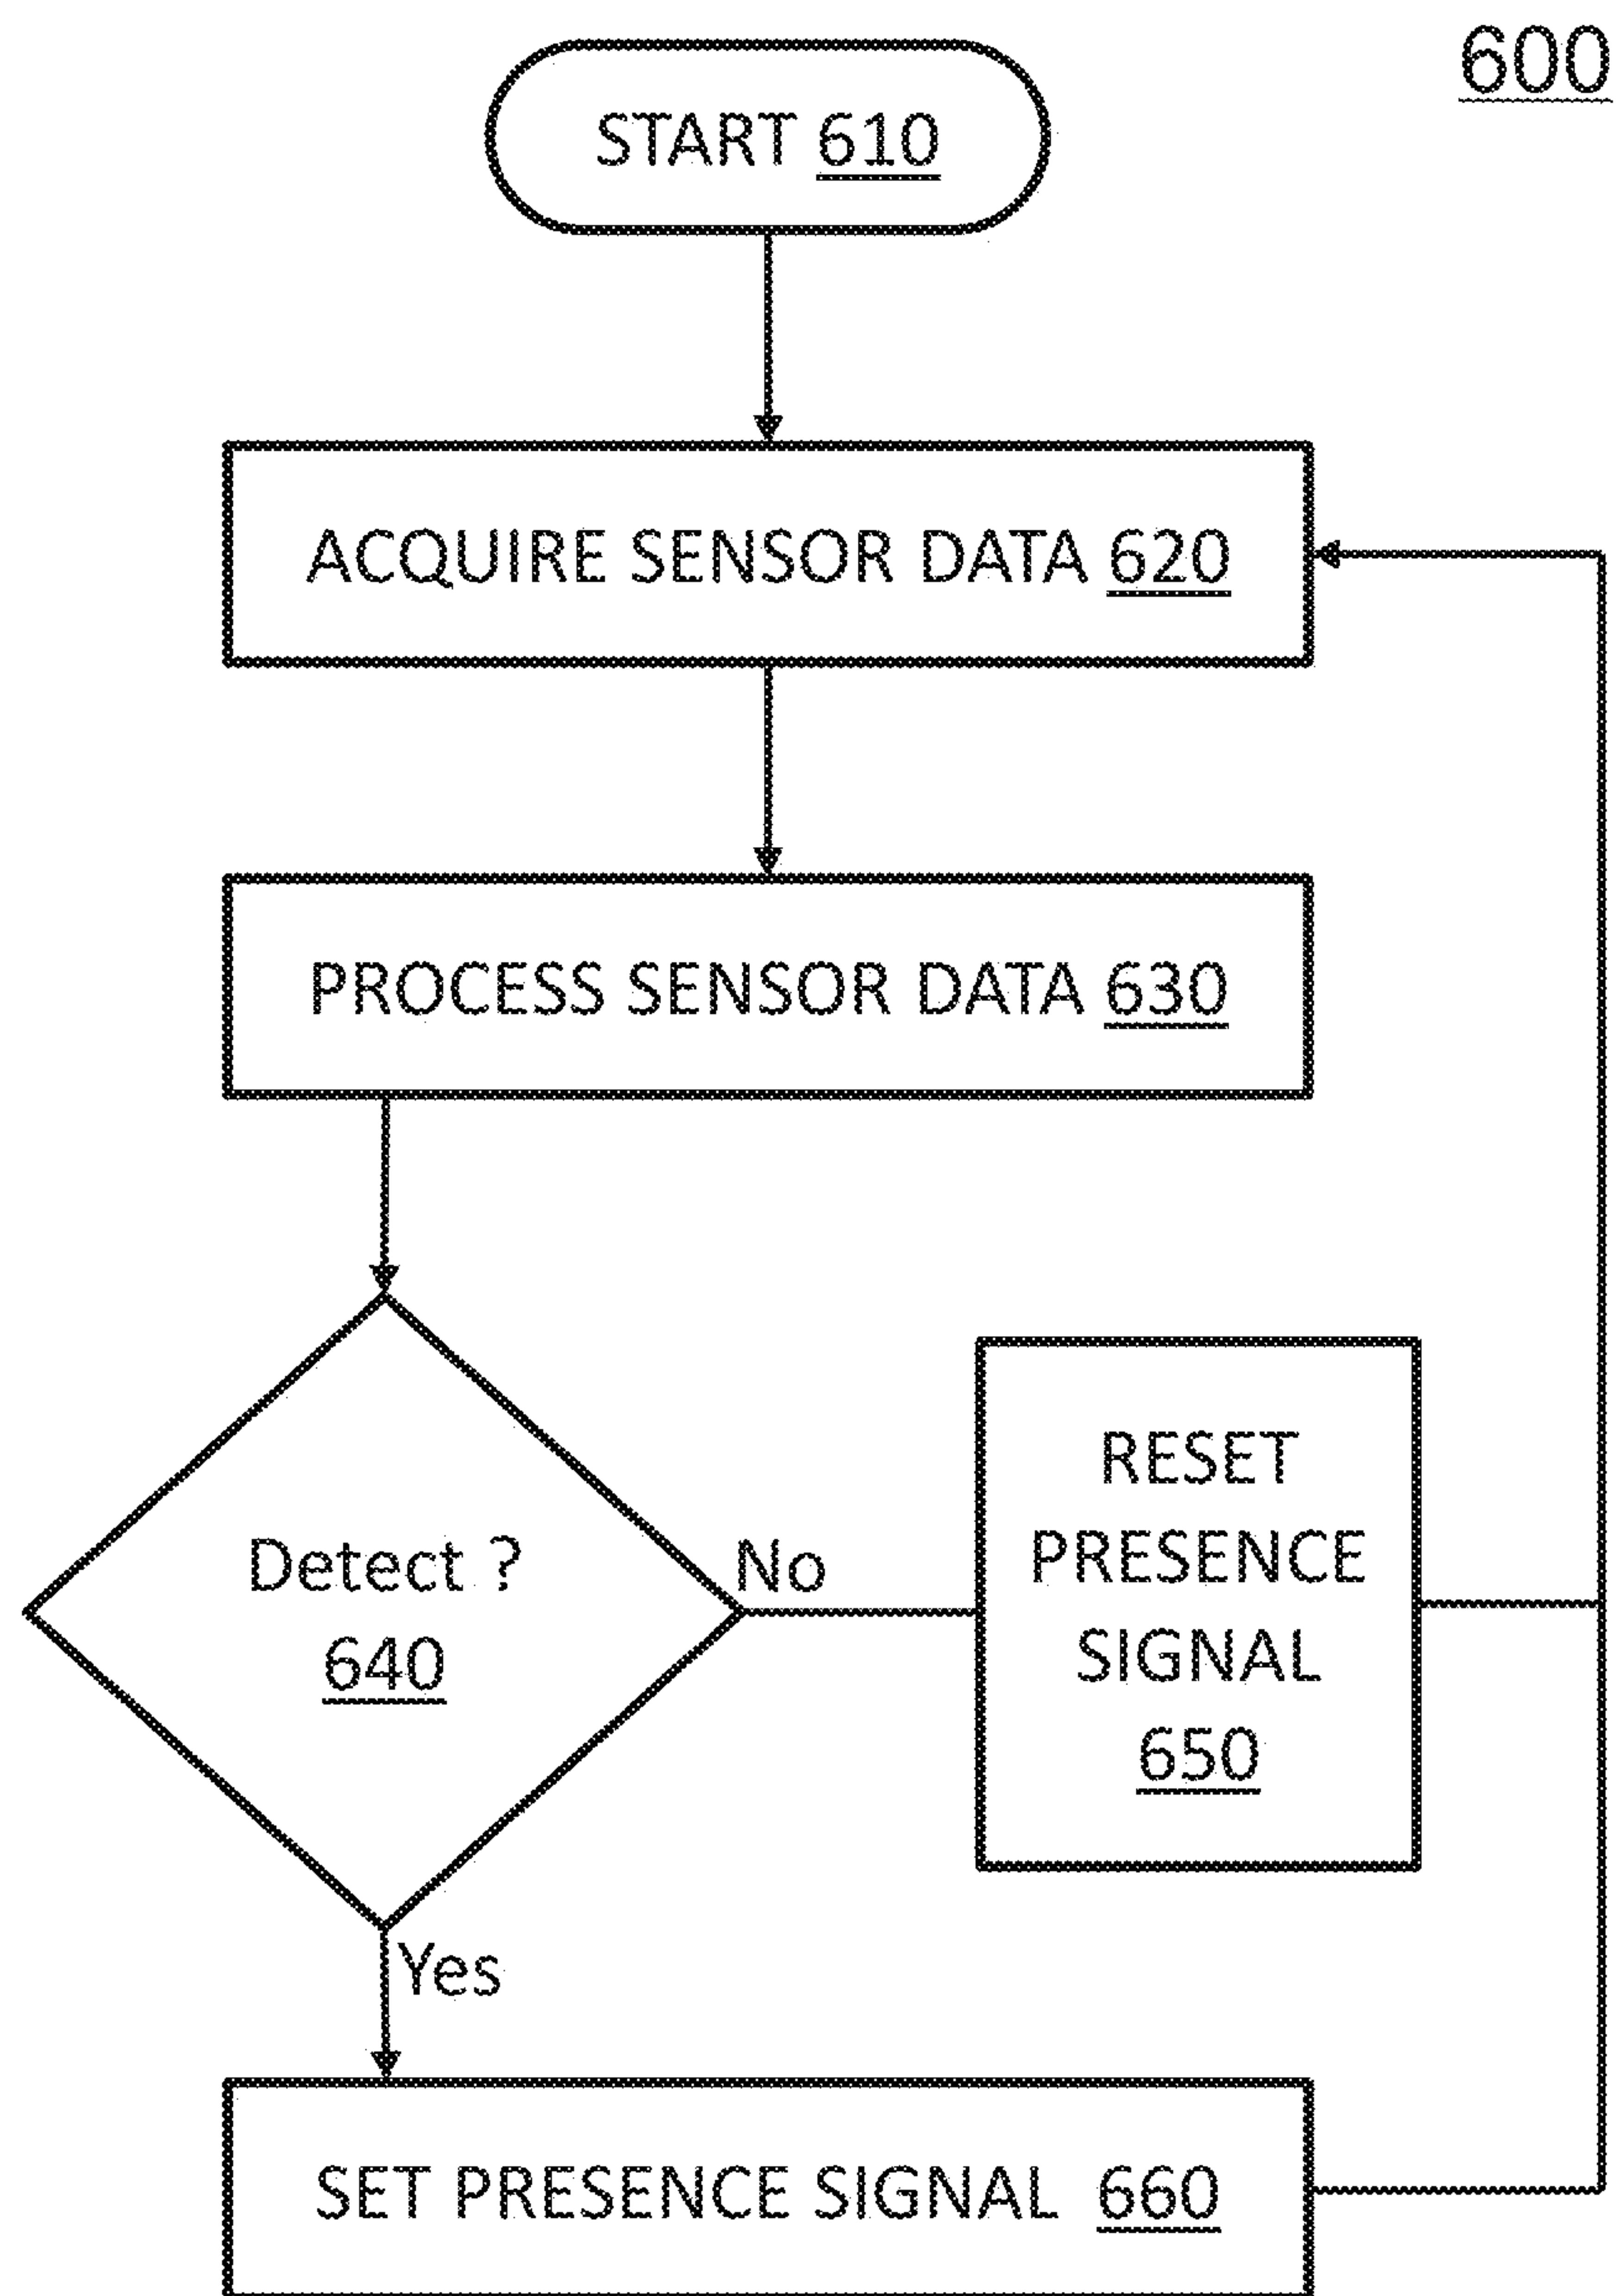 600
START 610
ACQUIRE SENSOR DATA 620
PROCESS SENSOR DATA 630
Detect ?
640
No
RESET
PRESENCE
SIGNAL
650
Yes
SET PRESENCE SIGNAL 660